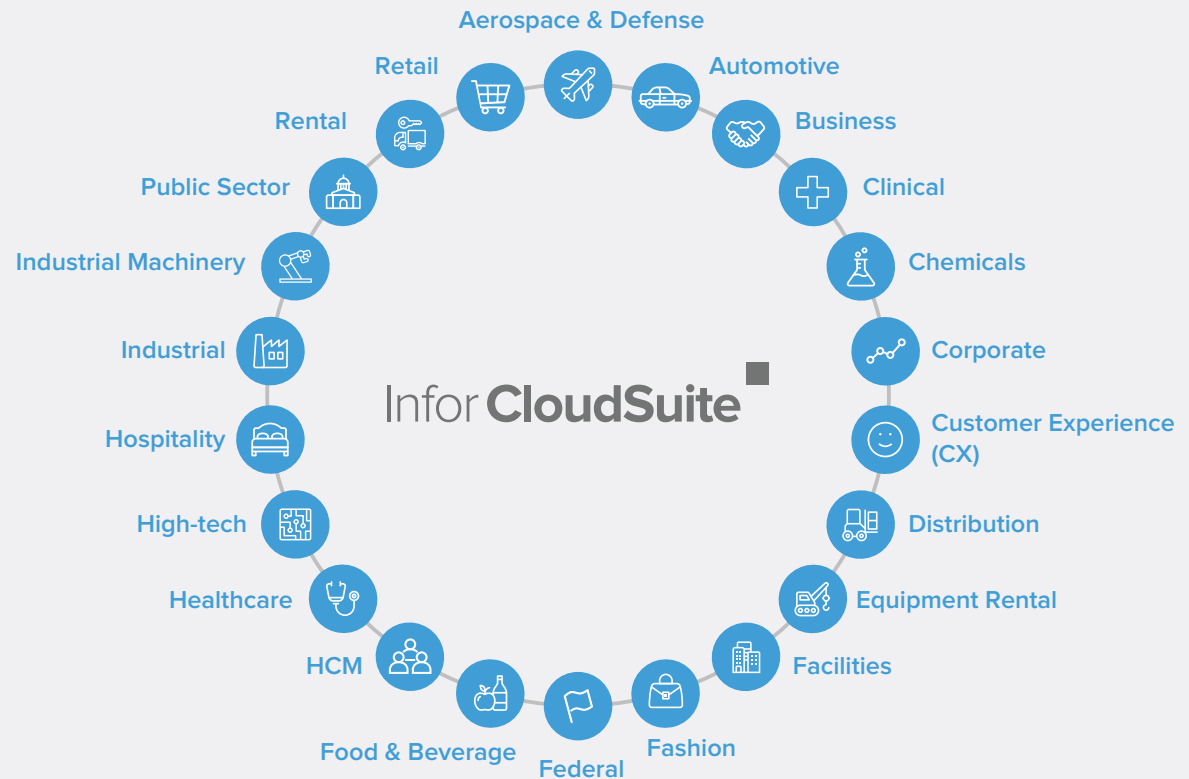 Aerospace & Defense
Automotive
Business
Clinical
Chemicals
Corporate
Customer Experience
(CX)
Distribution
Equipment Rental
Facilities
Fashion
Federal
Food & Beverage
HCM
Healthcare
High-tech
Hospitality
Industrial
Industrial Machinery
Public Sector
Rental
Retail
Infor CloudSuite